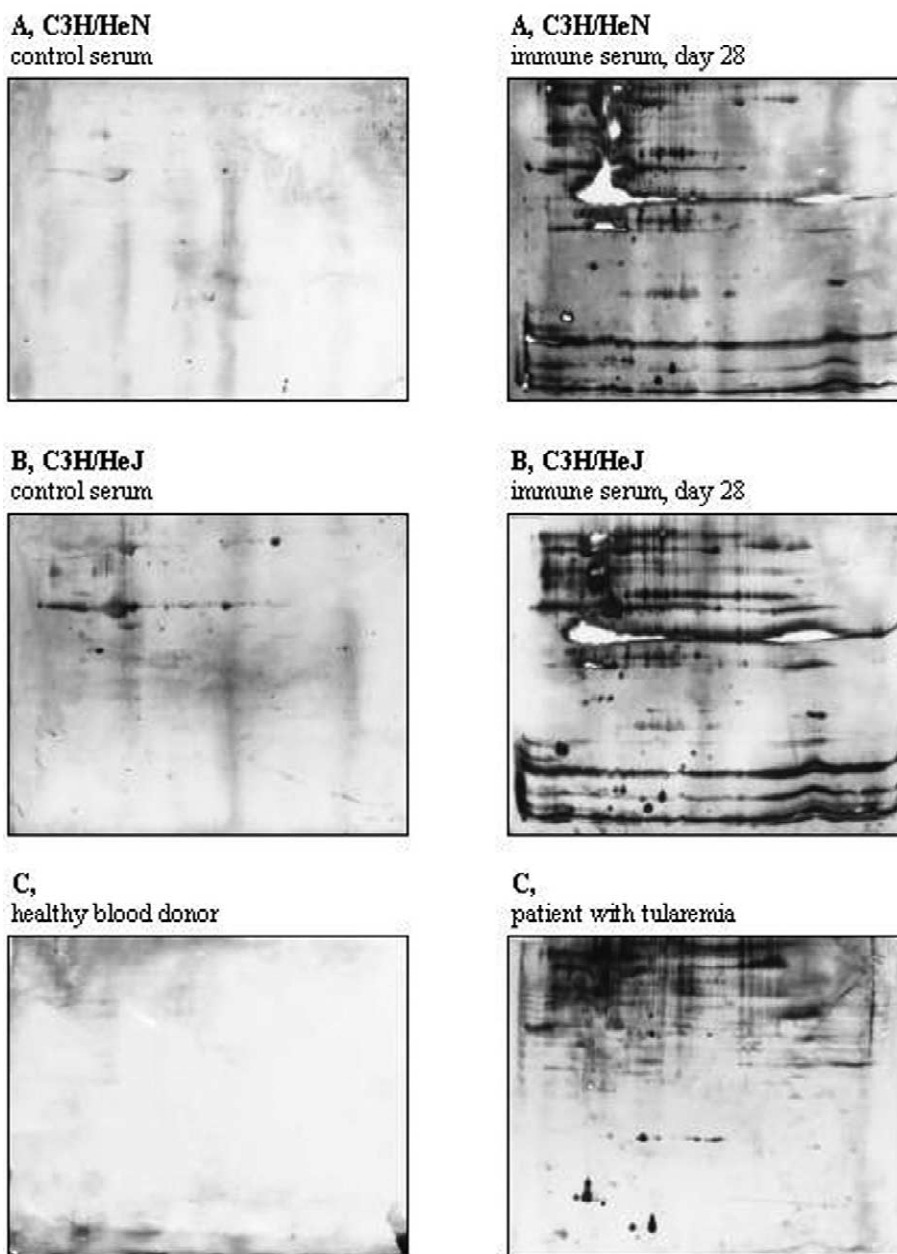 A, C3H/HeN
control serum
A, C3H/HeN
immune serum, day 28
B, C3H/HeJ
control serum
B, C3H/HeJ
immune serum, day 28
C,
healthy blood donor
C,
patient with tularemia